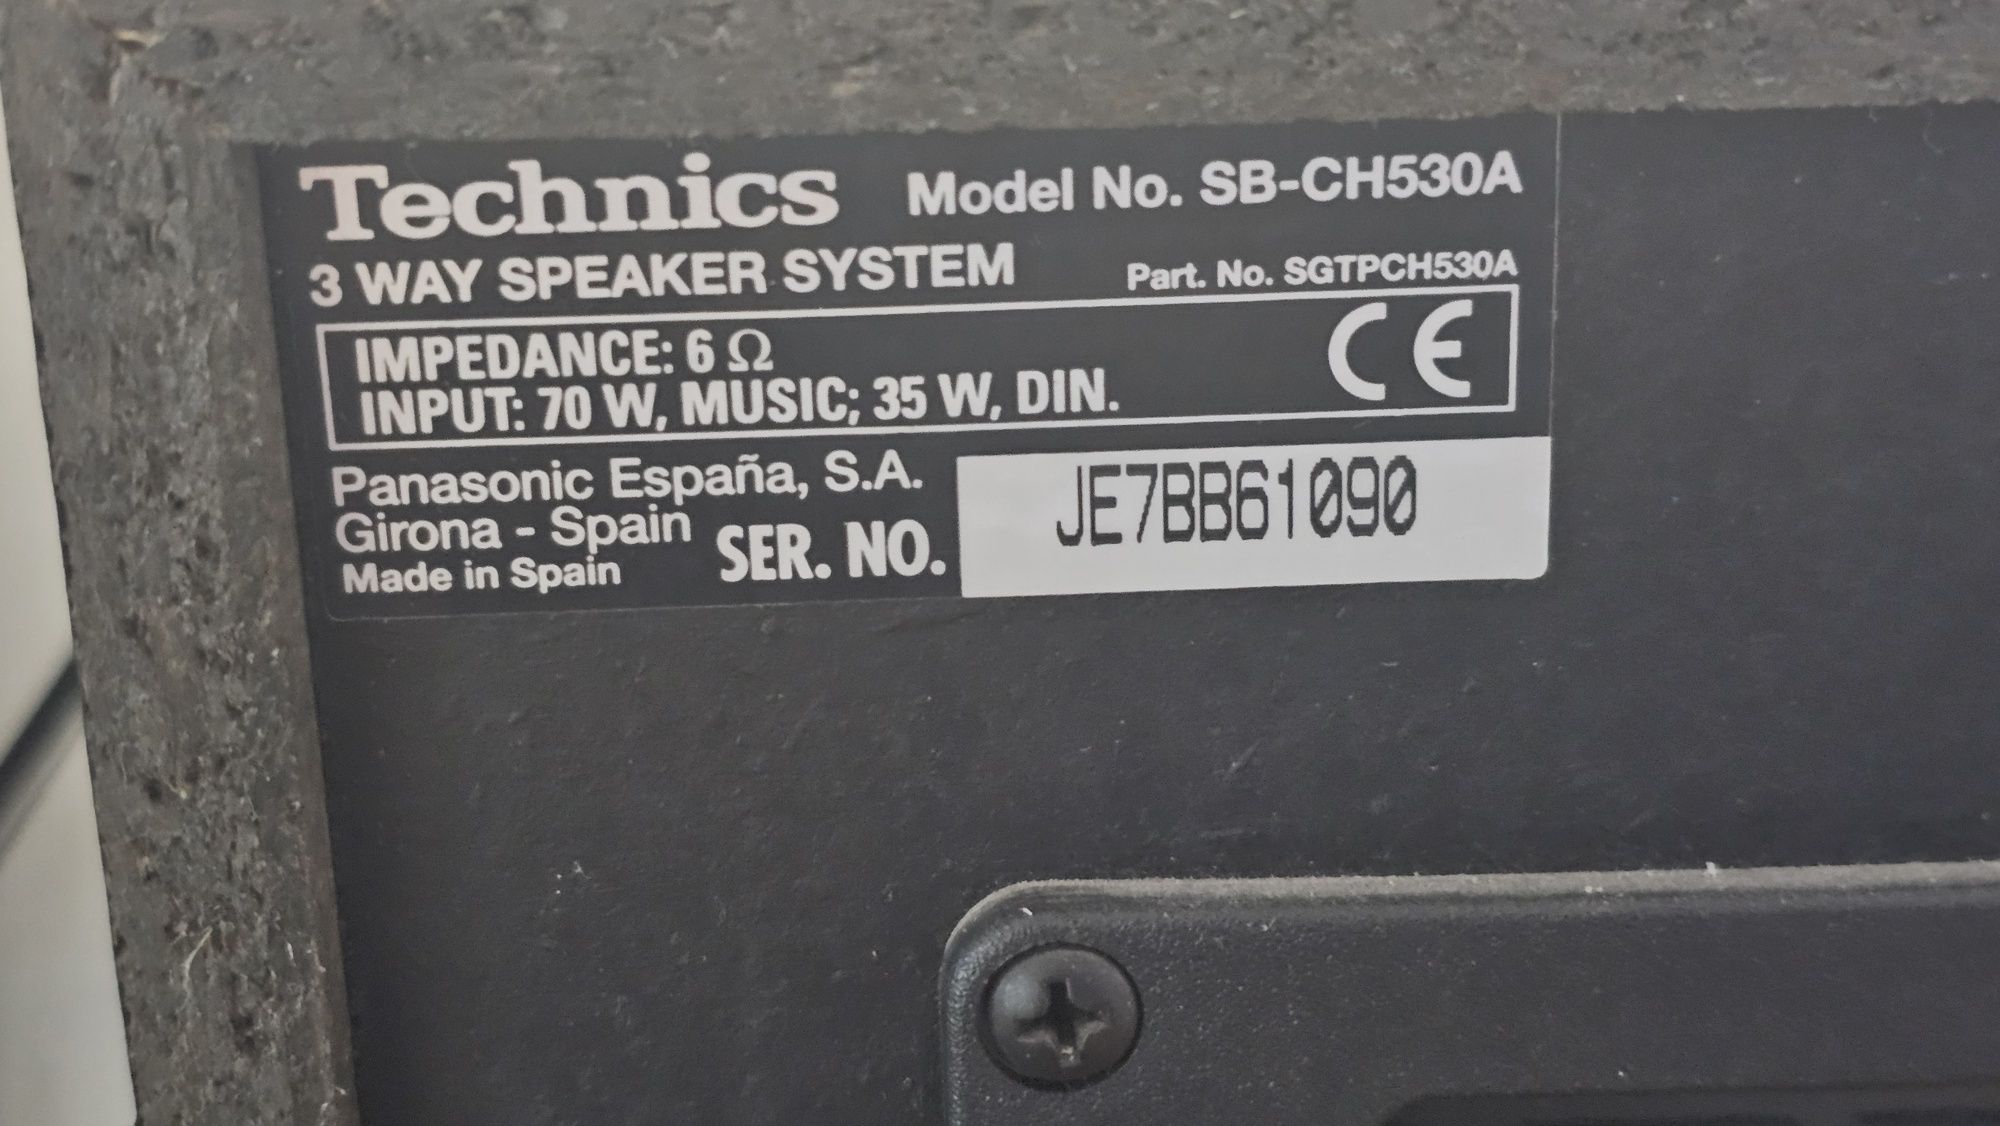 Technics Model No. SB-CH530A
3 WAY SPEAKER SYSTEM Part. No. SGTPCH530A
IMPEDANCE: 6 Ω
INPUT: 70 W, MUSIC; 35 W, DIN.
CE
Panasonic España, S.A.
Girona - Spain
Made in Spain
SER. NO. JE7BB61090